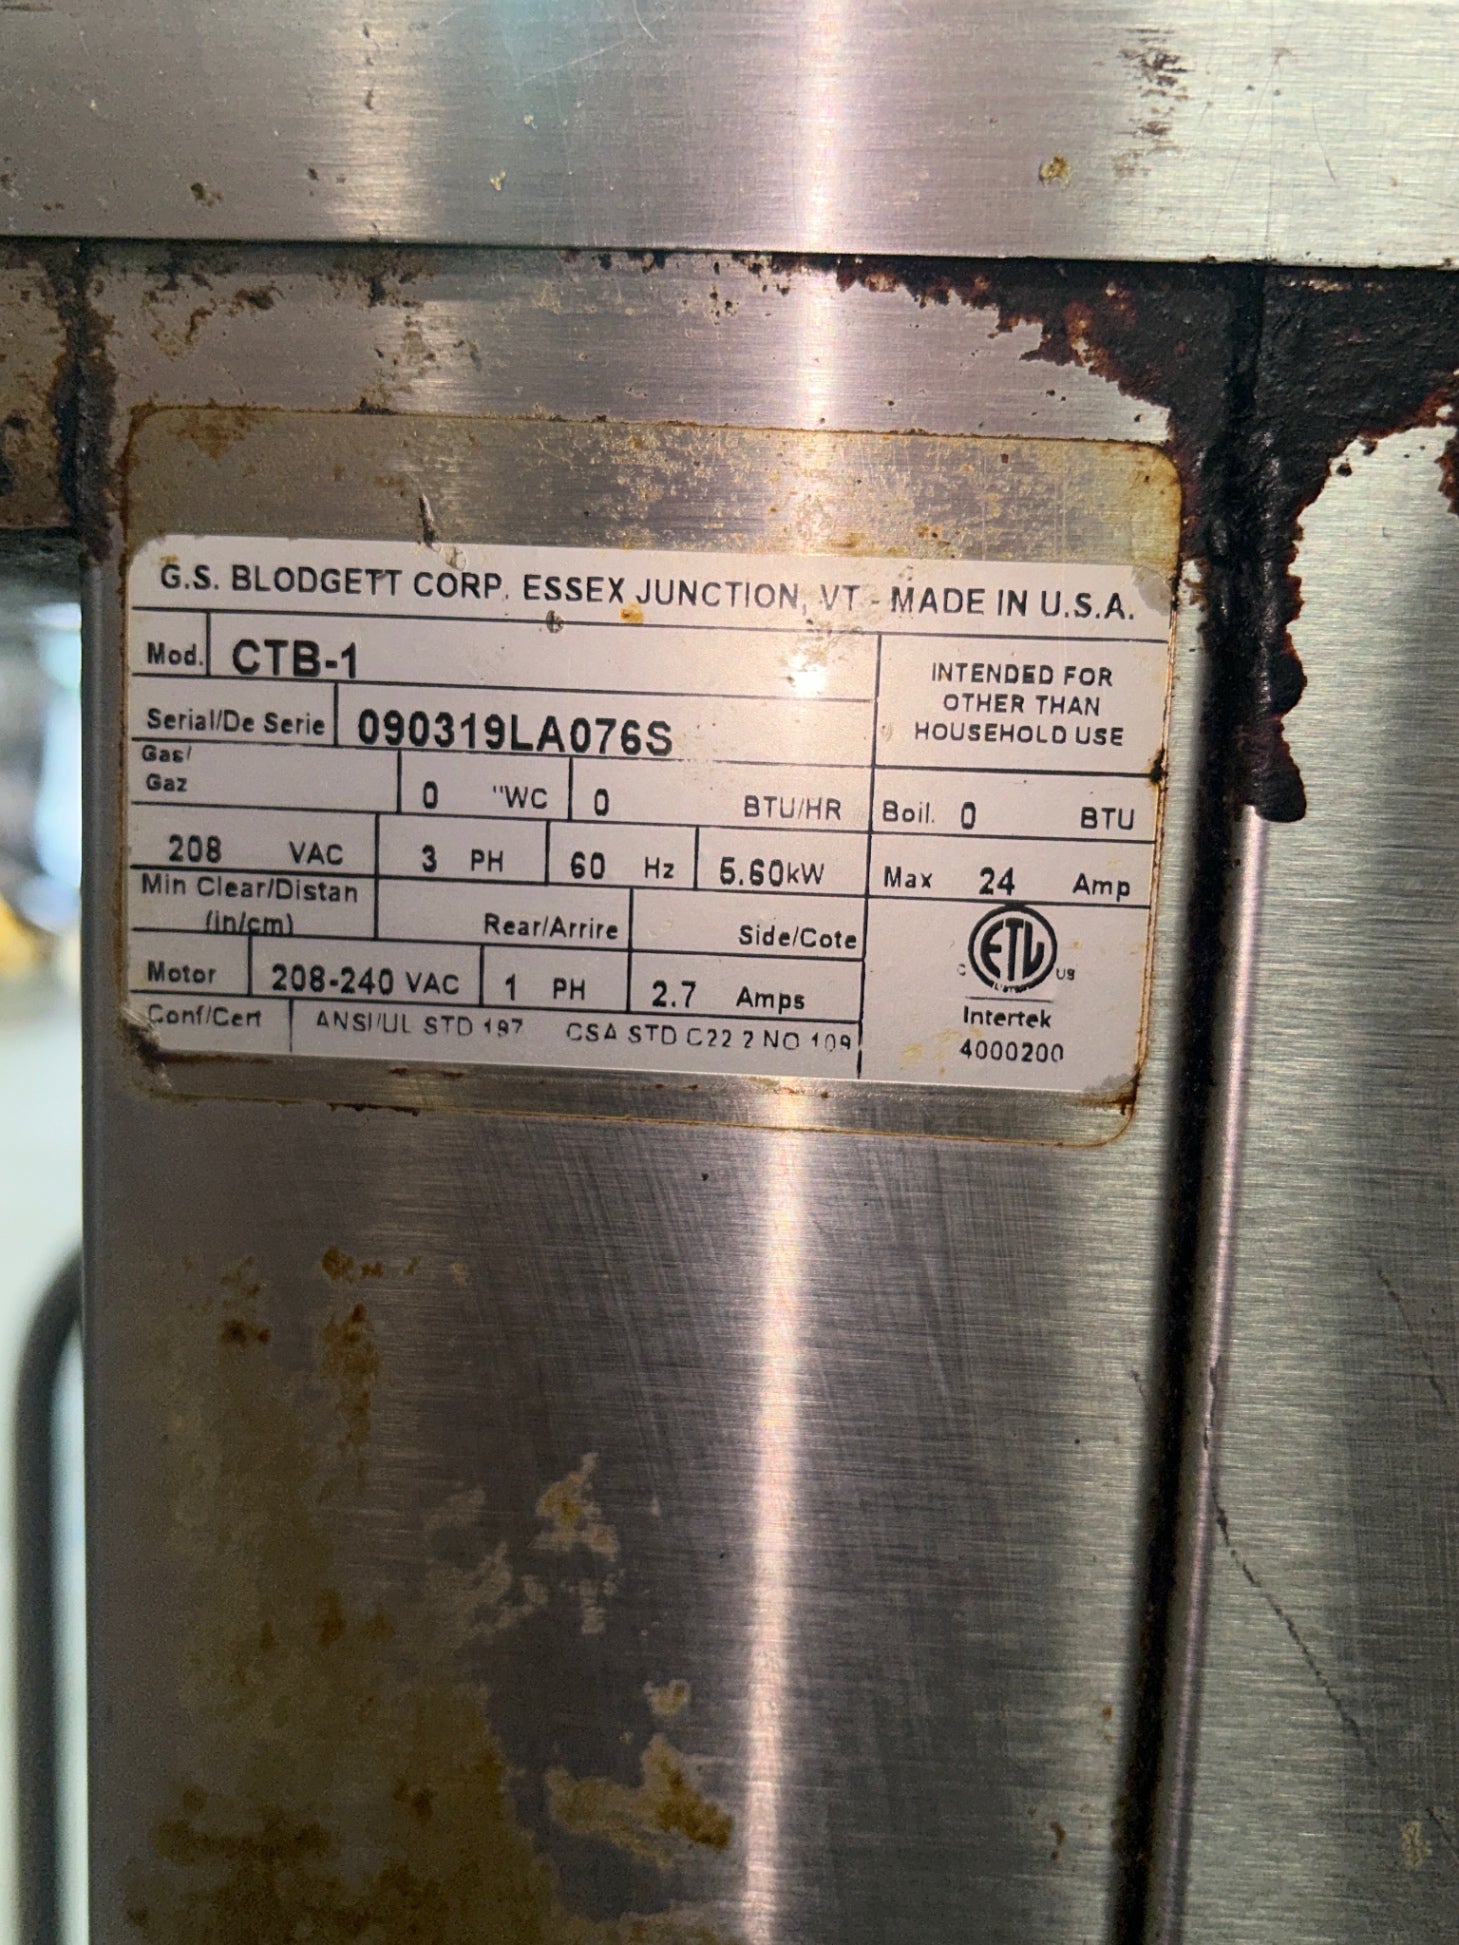 G.S. BLODGETT CORP. ESSEX JUNCTION, VT - MADE IN U.S.A.
Mod. CTB-1
INTENDED FOR
OTHER THAN
HOUSEHOLD USE
Serial/De Serie 090319LA076S
Gas/
Gaz
0 "WC 0 BTU/HR Boil. 0 BTU
208 VAC 3 PH 60 Hz 5.60kW Max 24 Amp
Min Clear/Distan
(in/cm) Rear/Arrire Side/Cote
Motor 208-240 VAC 1 PH 2.7 Amps
Conf/Cert ANSI/UL STD 197 CSA STD C22 2 NO 109
C ETL US
LISTED
Intertek
4000200